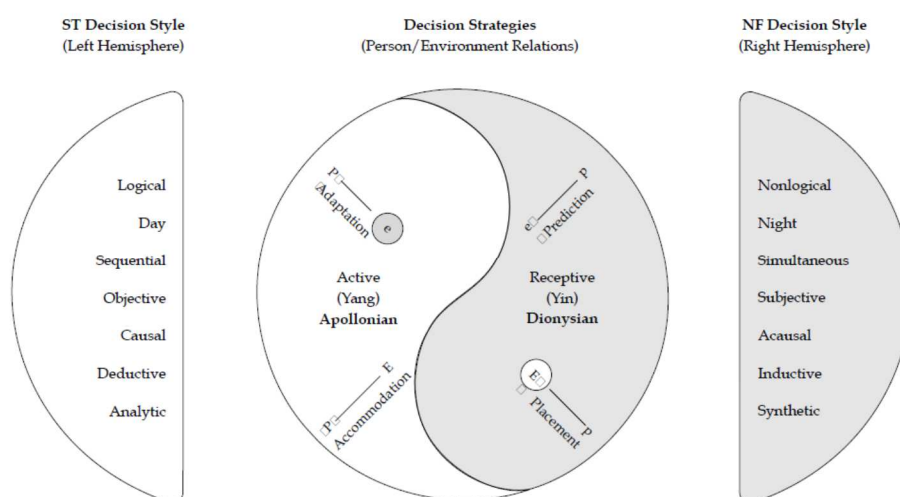 ST Decision Style
(Left Hemisphere)
Decision Strategies
(Person/Environment Relations)
NF Decision Style
(Right Hemisphere)
Logical
Day
Sequential
Objective
Causal
Deductive
Analytic
P
Adaptation
e
P
Prediction
e
Active
(Yang)
Apollonian
Receptive
(Yin)
Dionysian
E
P
Accommodation
E
Placement
p
Nonlogical
Night
Simultaneous
Subjective
Acausal
Inductive
Synthetic